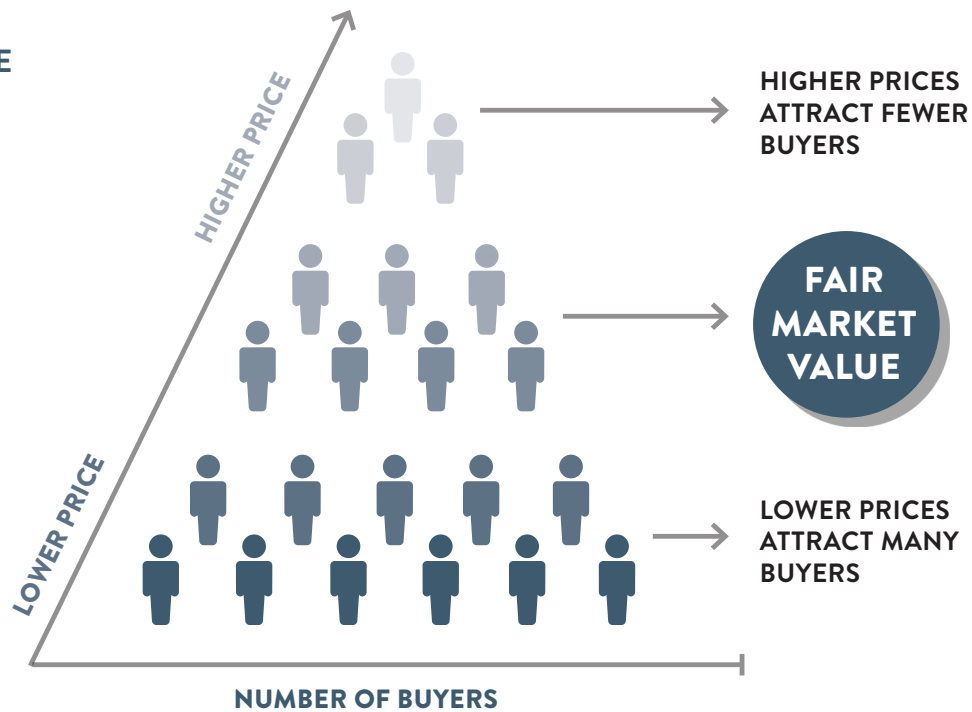 E
HIGHER PRICE
HIGHER PRICES
ATTRACT FEWER
BUYERS
FAIR
MARKET
VALUE
LOWER PRICE
LOWER PRICES
ATTRACT MANY
BUYERS
NUMBER OF BUYERS